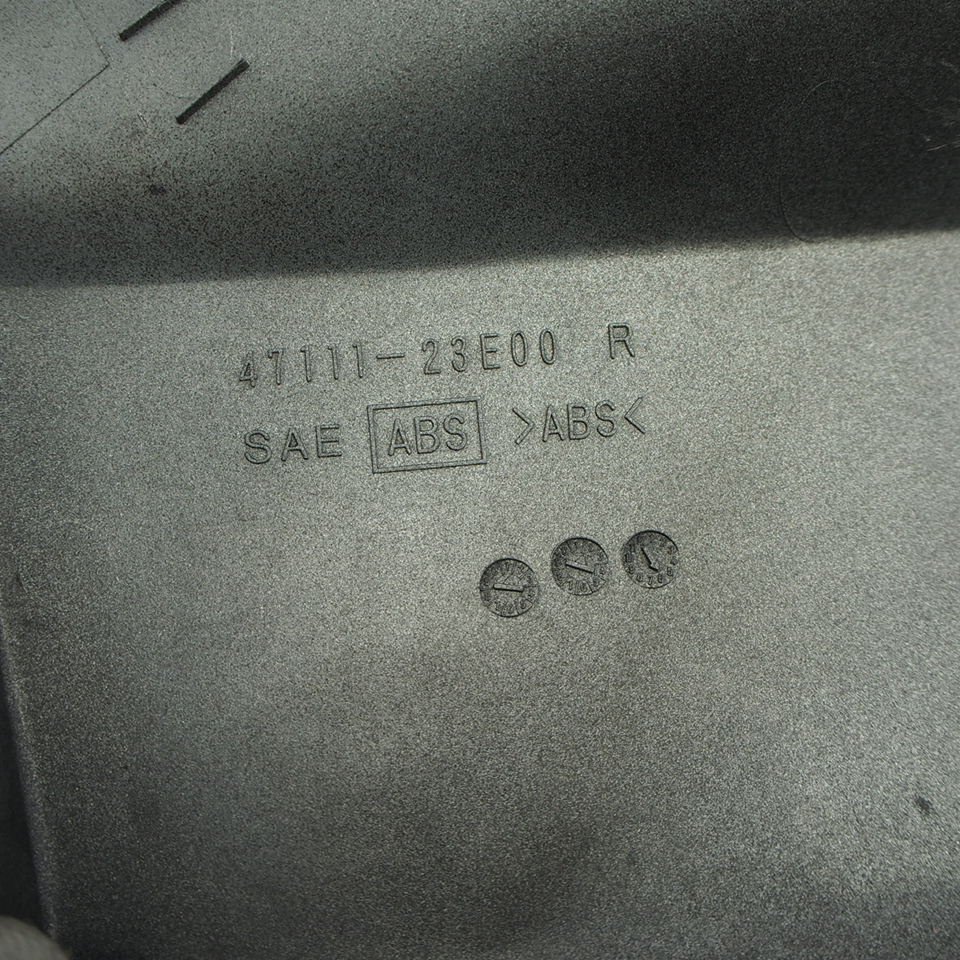 47111-23E00 R
SAE ABS >ABS<